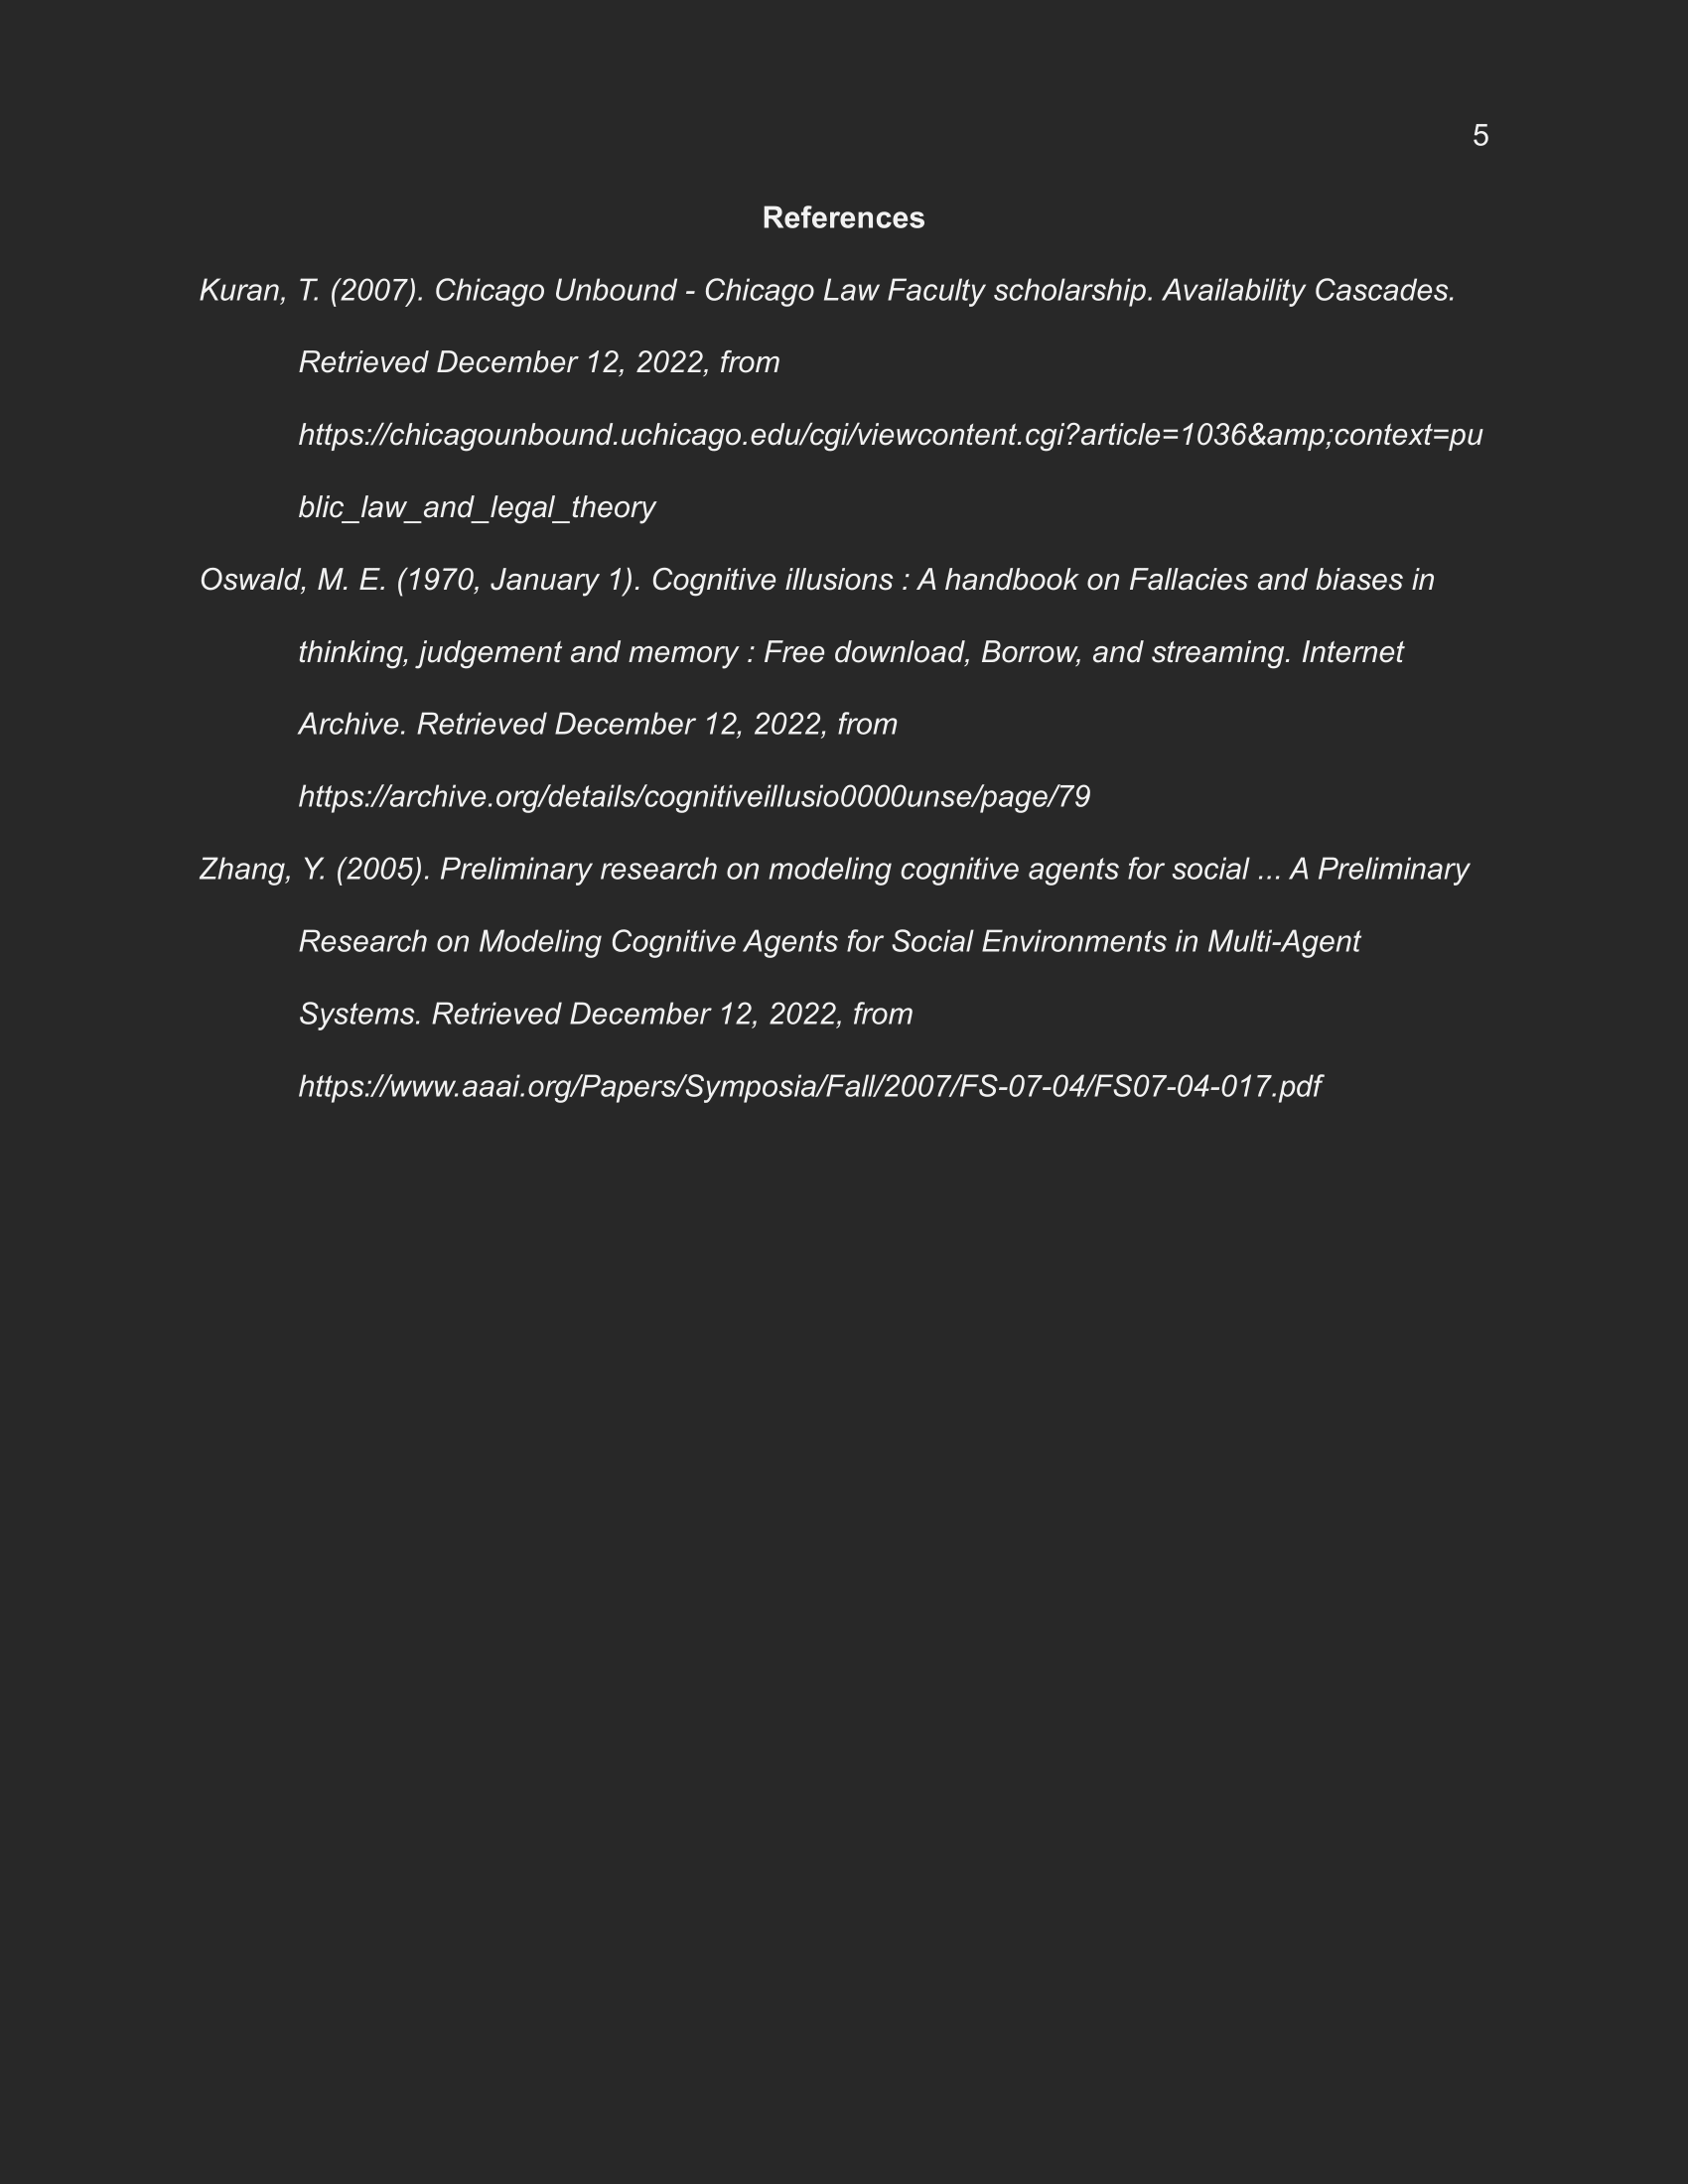 5
References
Kuran, T. (2007). Chicago Unbound - Chicago Law Faculty scholarship. Availability Cascades.
Retrieved December 12, 2022, from
https://chicagounbound.uchicago.edu/cgi/viewcontent.cgi?article=1036&amp;context=pu
blic_law_and_legal_theory
Oswald, M. E. (1970, January 1). Cognitive illusions : A handbook on Fallacies and biases in
thinking, judgement and memory : Free download, Borrow, and streaming. Internet
Archive. Retrieved December 12, 2022, from
https://archive.org/details/cognitiveillusio0000unse/page/79
Zhang, Y. (2005). Preliminary research on modeling cognitive agents for social ... A Preliminary
Research on Modeling Cognitive Agents for Social Environments in Multi-Agent
Systems. Retrieved December 12, 2022, from
https://www.aaai.org/Papers/Symposia/Fall/2007/FS-07-04/FS07-04-017.pdf